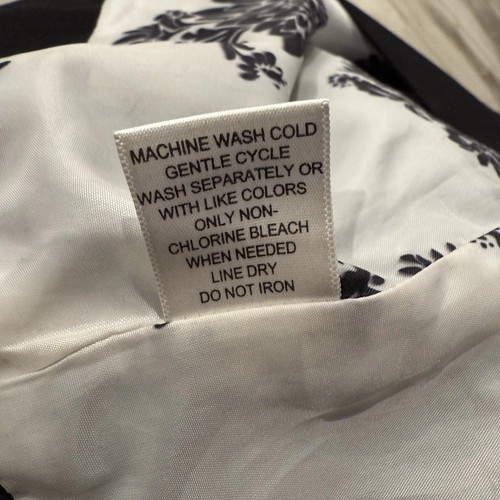 MACHINE WASH COLD
GENTLE CYCLE
WASH SEPARATELY OR
WITH LIKE COLORS
ONLY NON-
CHLORINE BLEACH
WHEN NEEDED
LINE DRY
DO NOT IRON